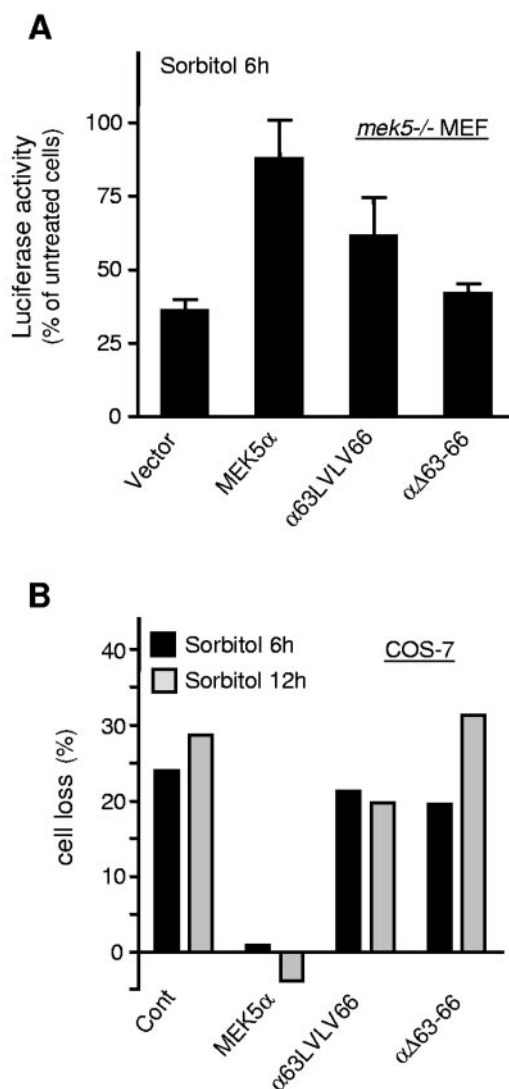 A
Sorbitol 6h
mek5-/- MEF
Luciferase activity
(% of untreated cells)
100
75
50
25
0
Vector
MEK5α
α63LVLV66
αΔ63-66
B
Sorbitol 6h
Sorbitol 12h
COS-7
cell loss (%)
40
30
20
10
0
Cont
MEK5α
α63LVLV66
αΔ63-66